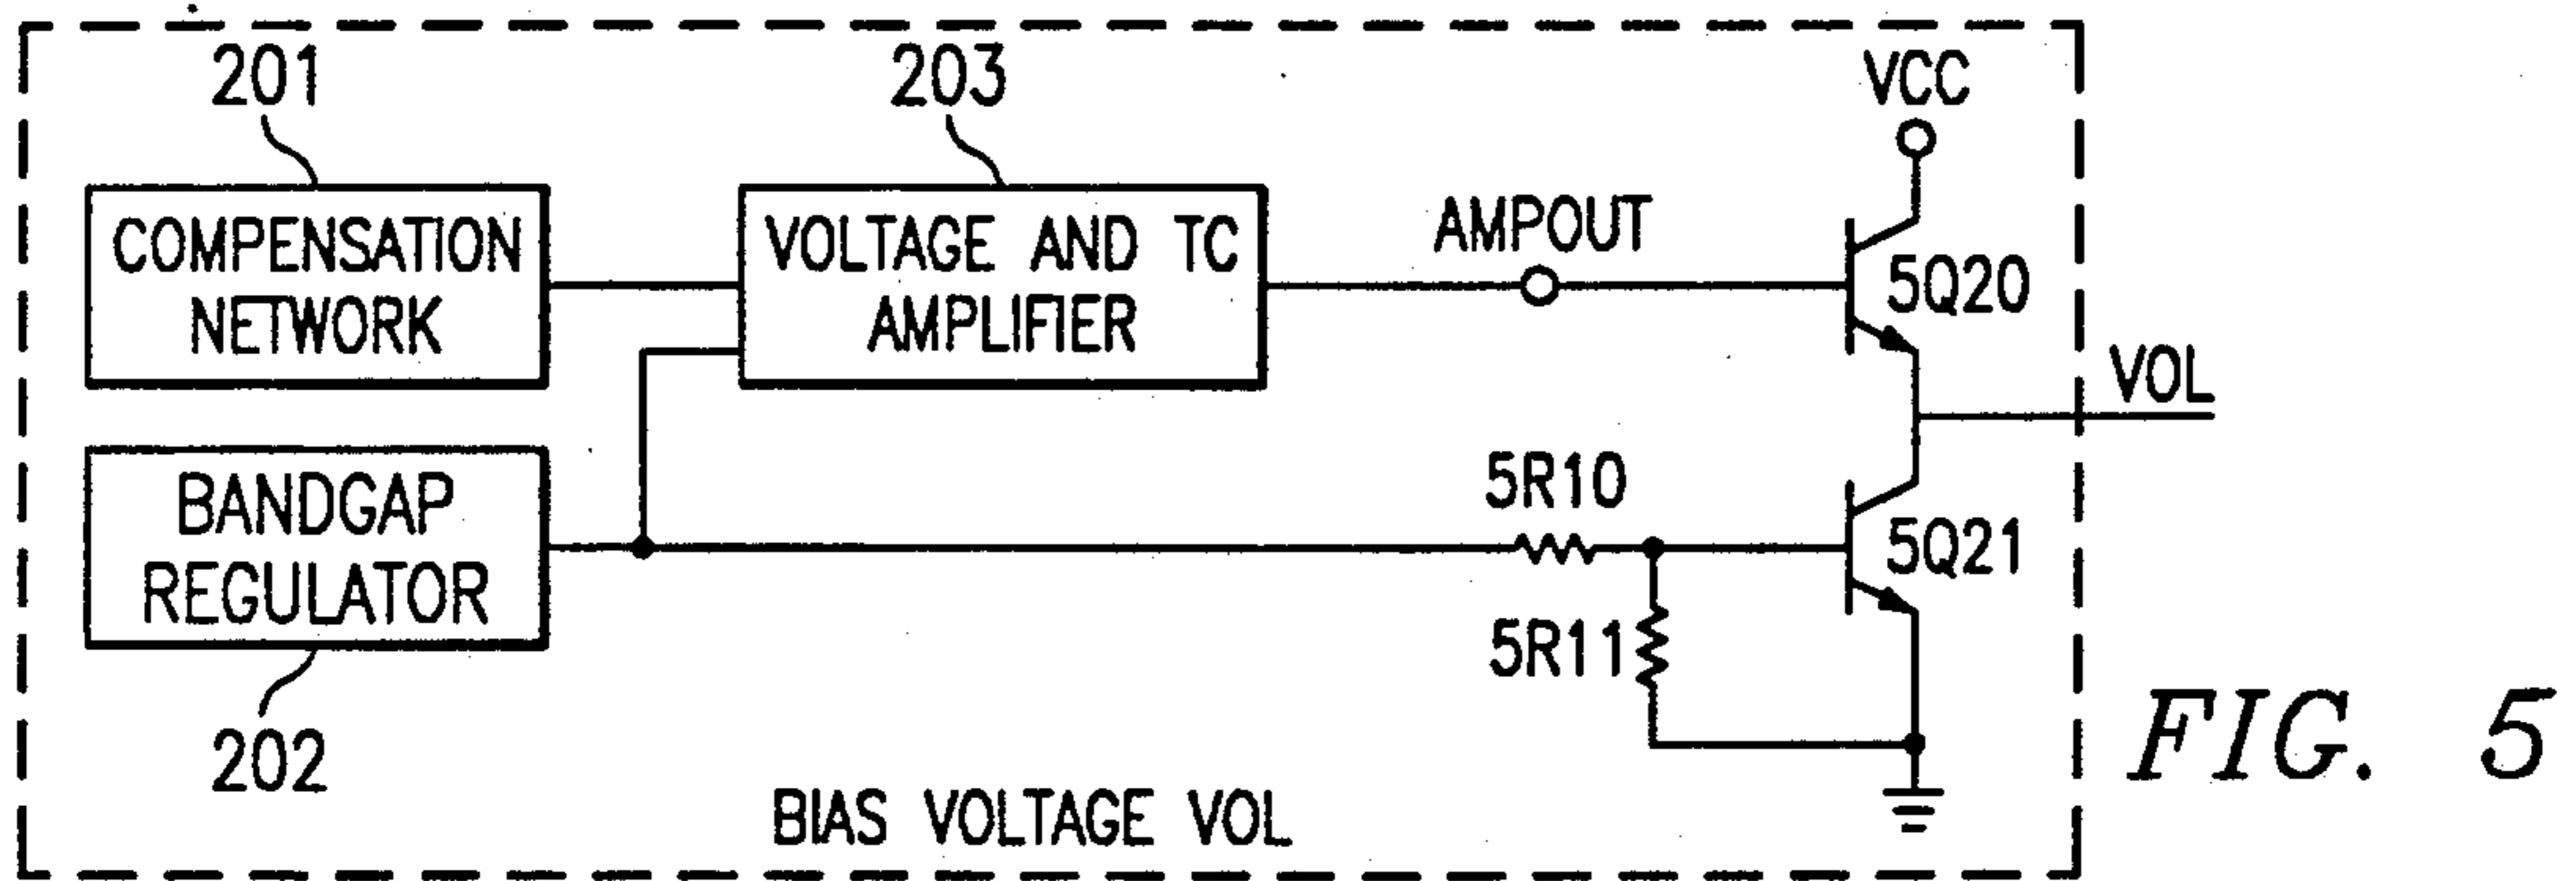 201
203
VCC
COMPENSATION
NETWORK
VOLTAGE AND TC
AMPLIFIER
AMPOUT
5Q20
VOL
BANDGAP
REGULATOR
5R10
5Q21
5R11
202
BIAS VOLTAGE VOL
FIG. 5